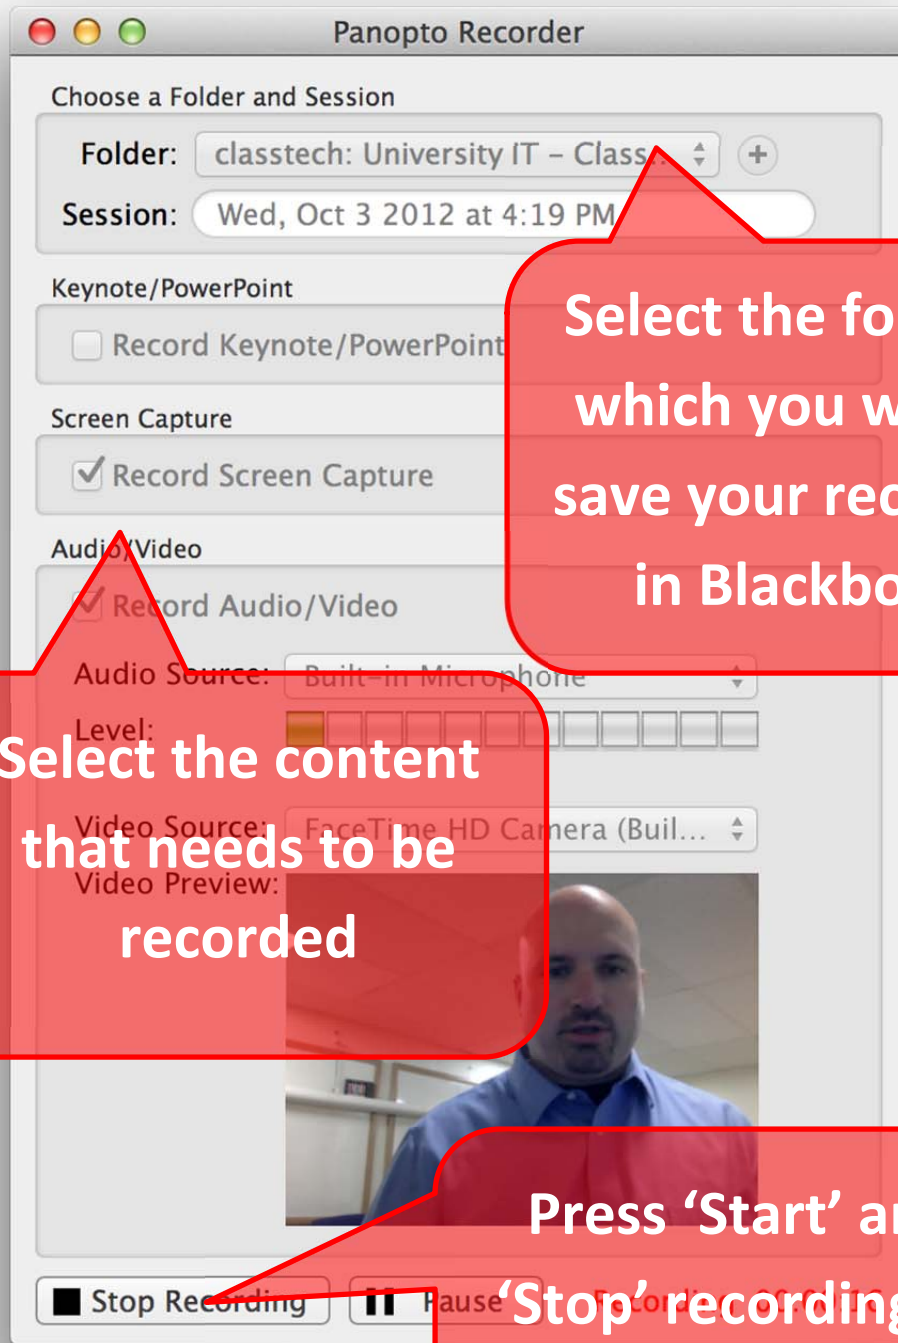 Panopto Recorder
Choose a Folder and Session
Folder: classtech: University IT – Class...
Session: Wed, Oct 3 2012 at 4:19 PM
Keynote/PowerPoint
Record Keynote/PowerPoint
Select the fo
which you w
save your rec
in Blackbo
Screen Capture
Record Screen Capture
Audio/Video
Record Audio/Video
Audio Source: Built-in Microphone
Level:
Select the content
that needs to be
recorded
Video Source: FaceTime HD Camera (Buil...
Video Preview:
Press ‘Start’ a
‘Stop’ recording
Stop Recording
Pause
Recording